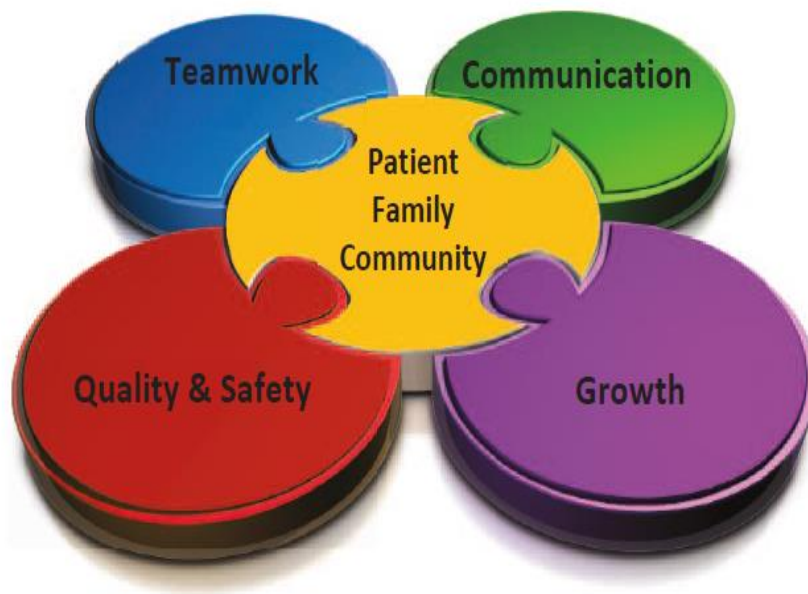 Teamwork
Communication
Patient
Family
Community
Quality & Safety
Growth